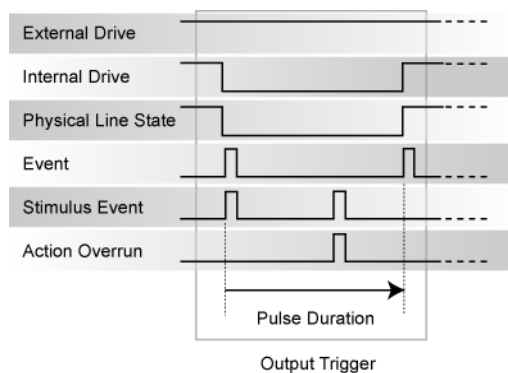 External Drive
Internal Drive
Physical Line State
Event
Stimulus Event
Action Overrun
Pulse Duration
Output Trigger